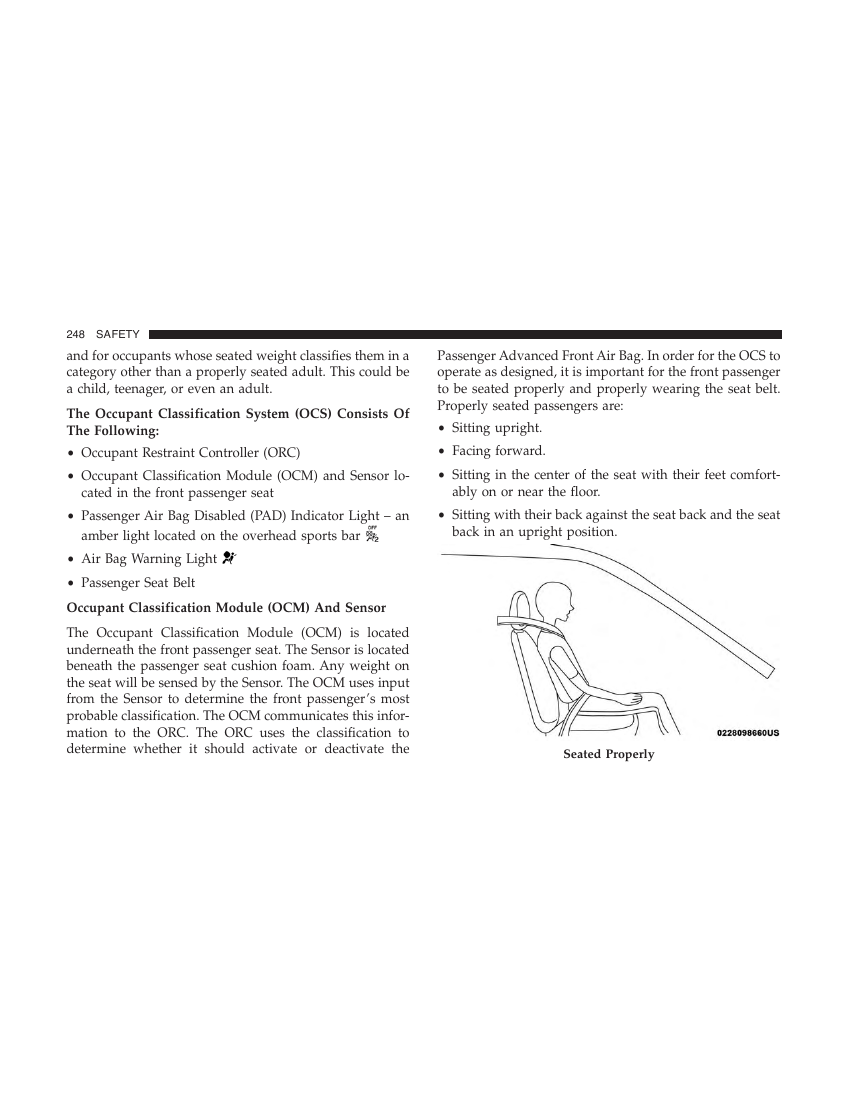 248 SAFETY
and for occupants whose seated weight classifies them in a
category other than a properly seated adult. This could be
a child, teenager, or even an adult.
The Occupant Classification System (OCS) Consists Of
The Following:
• Occupant Restraint Controller (ORC)
• Occupant Classification Module (OCM) and Sensor lo-
cated in the front passenger seat
• Passenger Air Bag Disabled (PAD) Indicator Light – an
amber light located on the overhead sports bar
• Air Bag Warning Light
• Passenger Seat Belt
Occupant Classification Module (OCM) And Sensor
The Occupant Classification Module (OCM) is located
underneath the front passenger seat. The Sensor is located
beneath the passenger seat cushion foam. Any weight on
the seat will be sensed by the Sensor. The OCM uses input
from the Sensor to determine the front passenger's most
probable classification. The OCM communicates this infor-
mation to the ORC. The ORC uses the classification to
determine whether it should activate or deactivate the
Passenger Advanced Front Air Bag. In order for the OCS to
operate as designed, it is important for the front passenger
to be seated properly and properly wearing the seat belt.
Properly seated passengers are:
• Sitting upright.
• Facing forward.
• Sitting in the center of the seat with their feet comfort-
ably on or near the floor.
• Sitting with their back against the seat back and the seat
back in an upright position.
0228098660US
Seated Properly